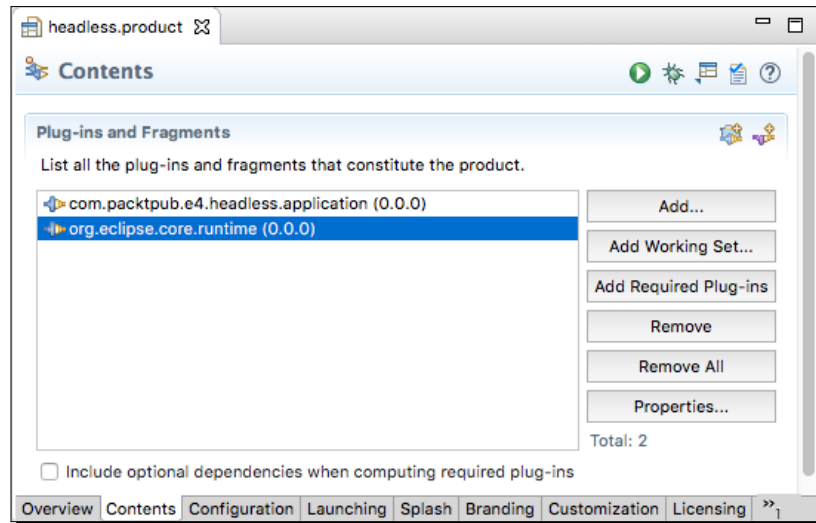 headless.product
Contents
Plug-ins and Fragments
List all the plug-ins and fragments that constitute the product.
com.packtpub.e4.headless.application (0.0.0)
org.eclipse.core.runtime (0.0.0)
Add...
Add Working Set...
Add Required Plug-ins
Remove
Remove All
Properties...
Total: 2
Include optional dependencies when computing required plug-ins
Overview Contents Configuration Launching Splash Branding Customization Licensing »1